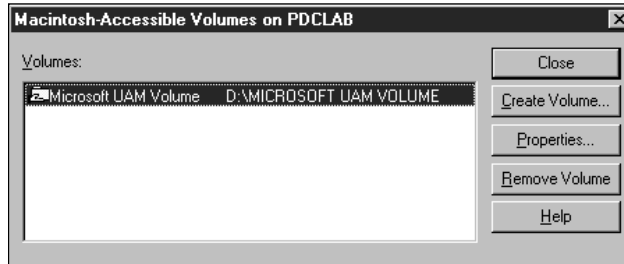 Macintosh-Accessible Volumes on PDCLAB
Volumes:
Microsoft UAM Volume D:\MICROSOFT UAM VOLUME
Close
Create Volume...
Properties...
Remove Volume
Help